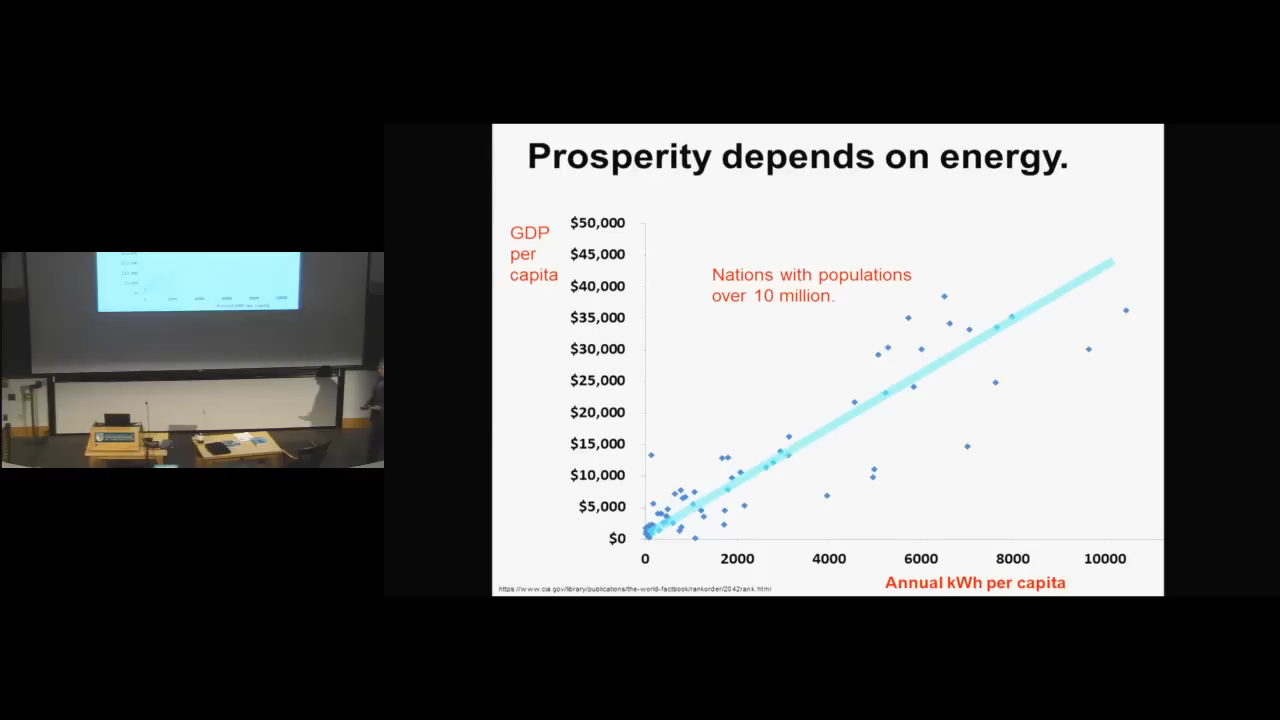 Prosperity depends on energy.
GDP
per
capita
Nations with populations
over 10 million.
$50,000
$45,000
$40,000
$35,000
$30,000
$25,000
$20,000
$15,000
$10,000
$5,000
$0
0
2000
4000
6000
8000
10000
Annual kWh per capita
https://www.cia.gov/library/publications/the-world-factbook/rankorder/2042rank.html